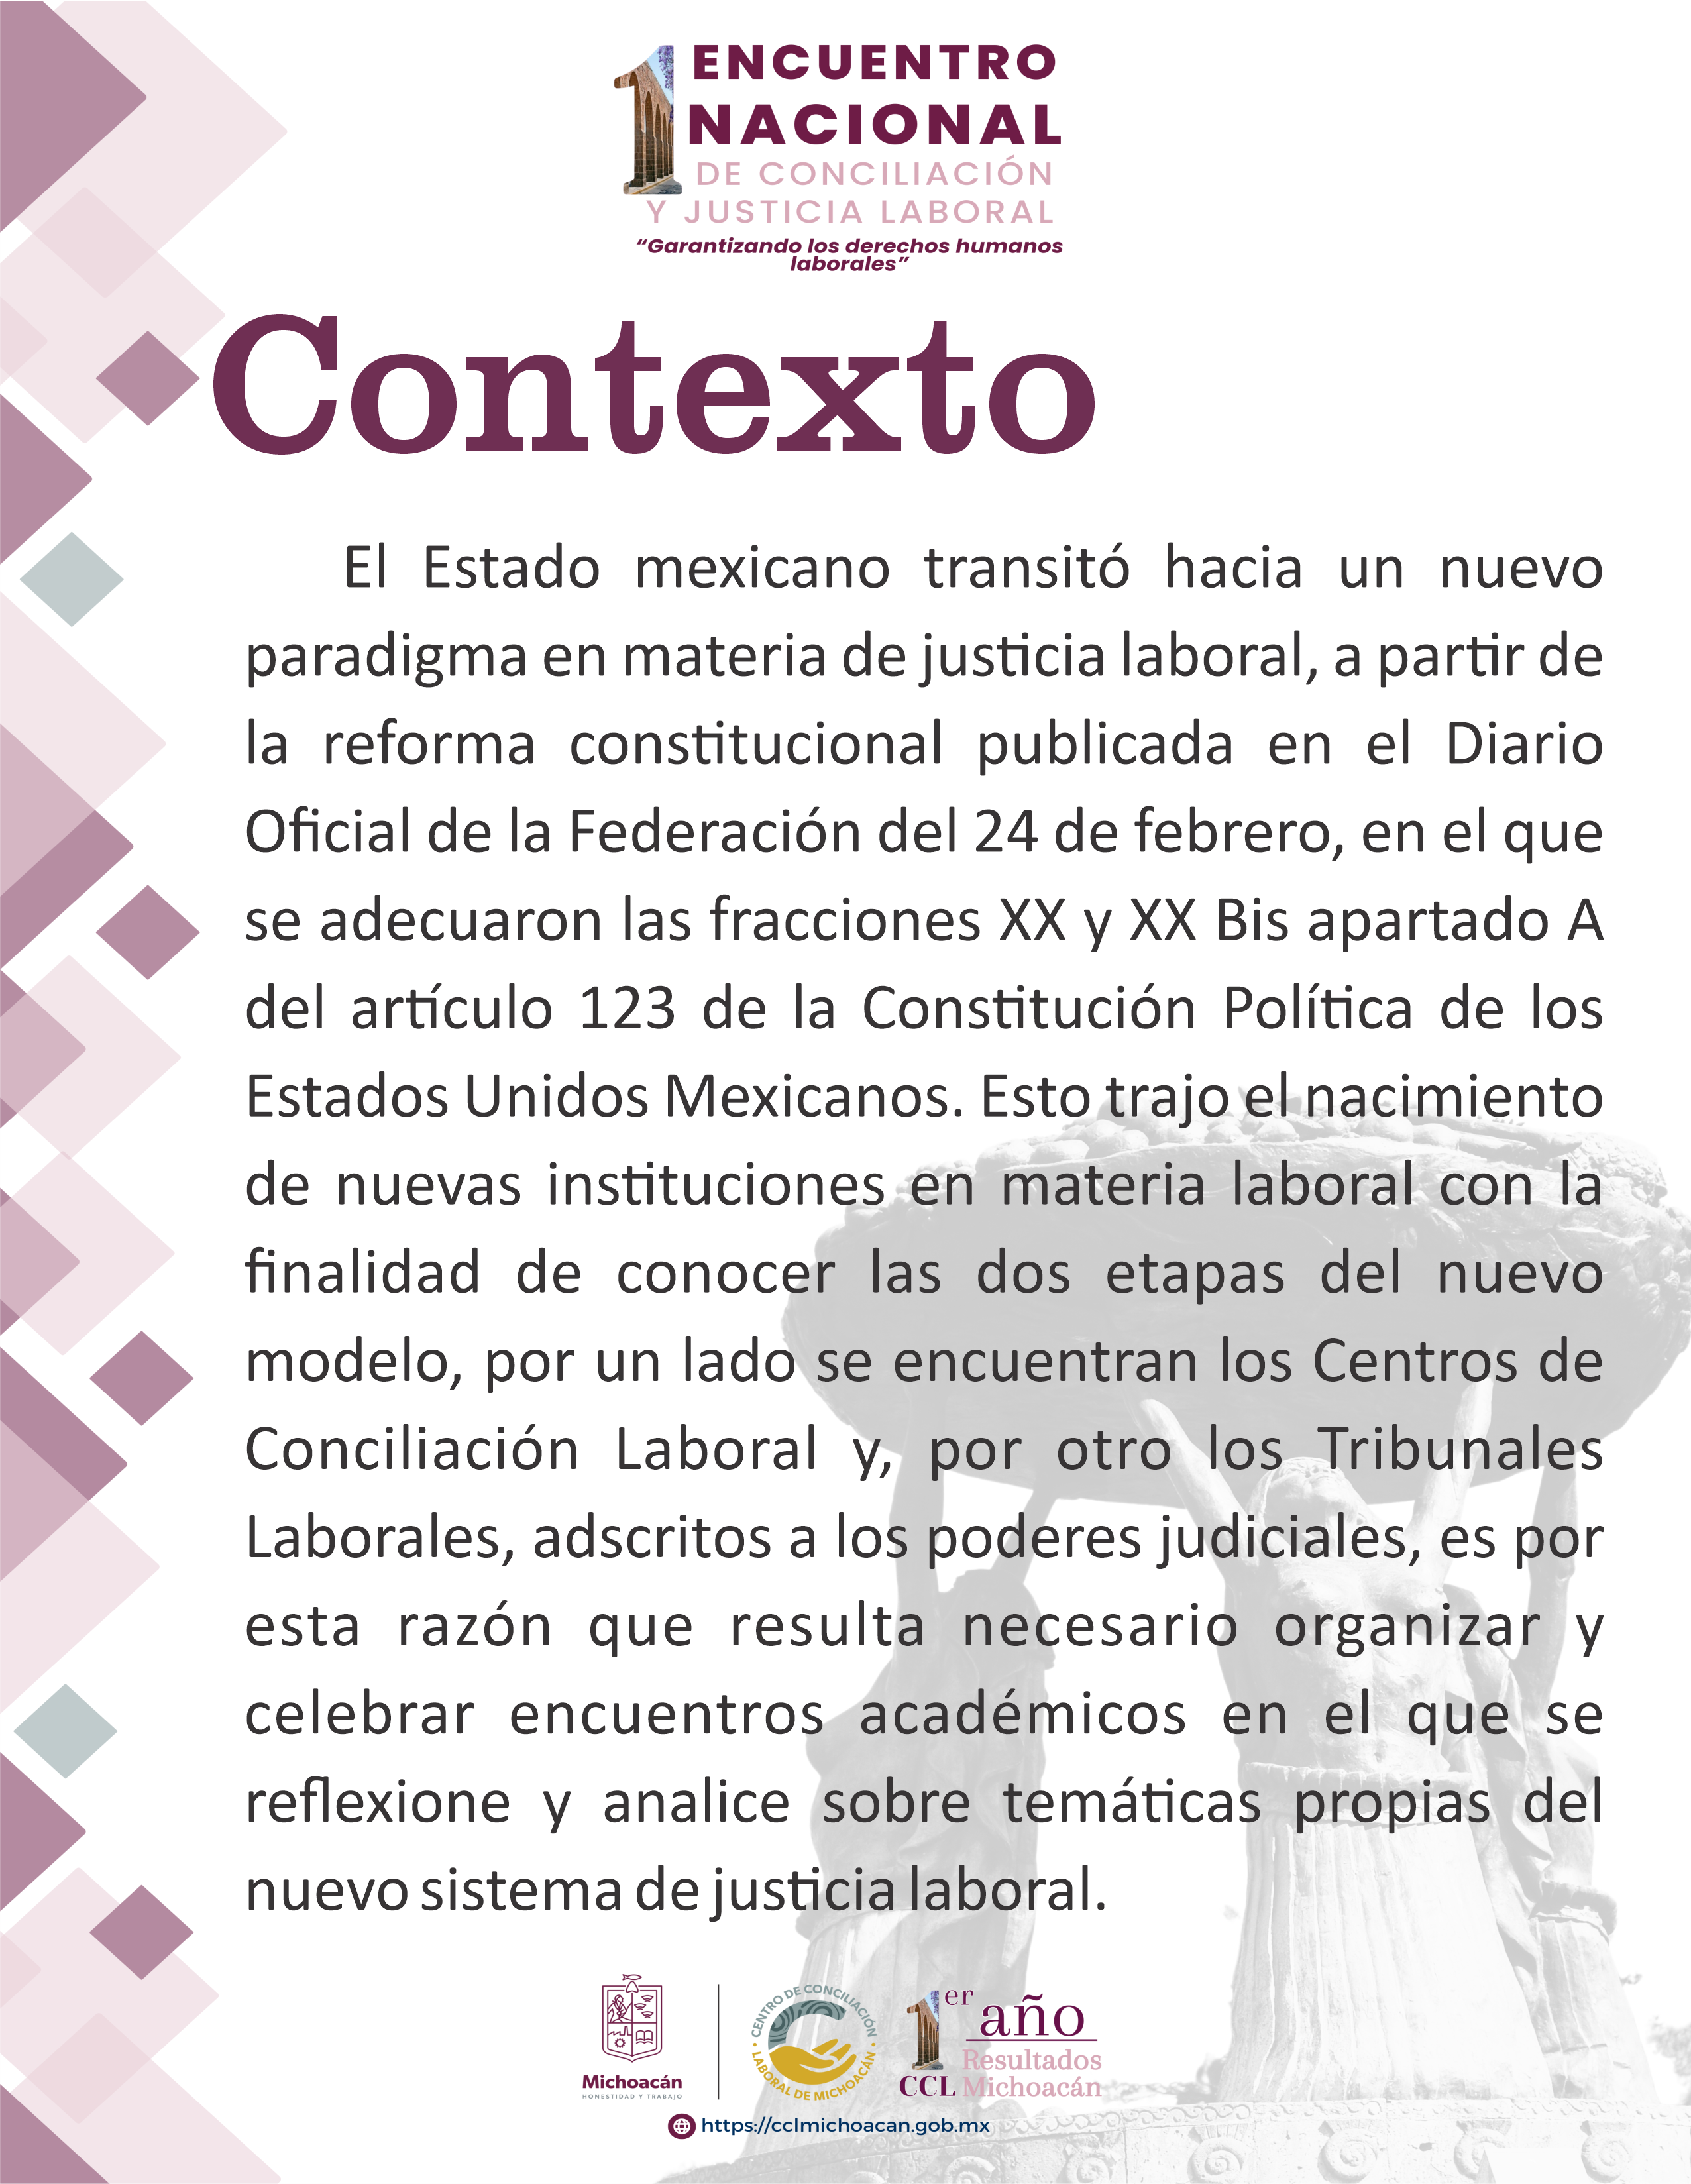 1 ENCUENTRO
NACIONAL
DE CONCILIACIÓN
Y JUSTICIA LABORAL
“Garantizando los derechos humanos
laborales”
Contexto
El Estado mexicano transitó hacia un nuevo
paradigma en materia de justicia laboral, a partir de
la reforma constitucional publicada en el Diario
Oficial de la Federación del 24 de febrero, en el que
se adecuaron las fracciones XX y XX Bis apartado A
del artículo 123 de la Constitución Política de los
Estados Unidos Mexicanos. Esto trajo el nacimiento
de nuevas instituciones en materia laboral con la
finalidad de conocer las dos etapas del nuevo
modelo, por un lado se encuentran los Centros de
Conciliación Laboral y, por otro los Tribunales
Laborales, adscritos a los poderes judiciales, es por
esta razón que resulta necesario organizar y
celebrar encuentros académicos en el que se
reflexione y analice sobre temáticas propias del
nuevo sistema de justicia laboral.
Michoacán
HONESTIDAD Y TRABAJO
CENTRO DE CONCILIACIÓN
LABORAL DE MICHOACÁN
1er año
Resultados
CCL Michoacán
https://cclmichoacan.gob.mx